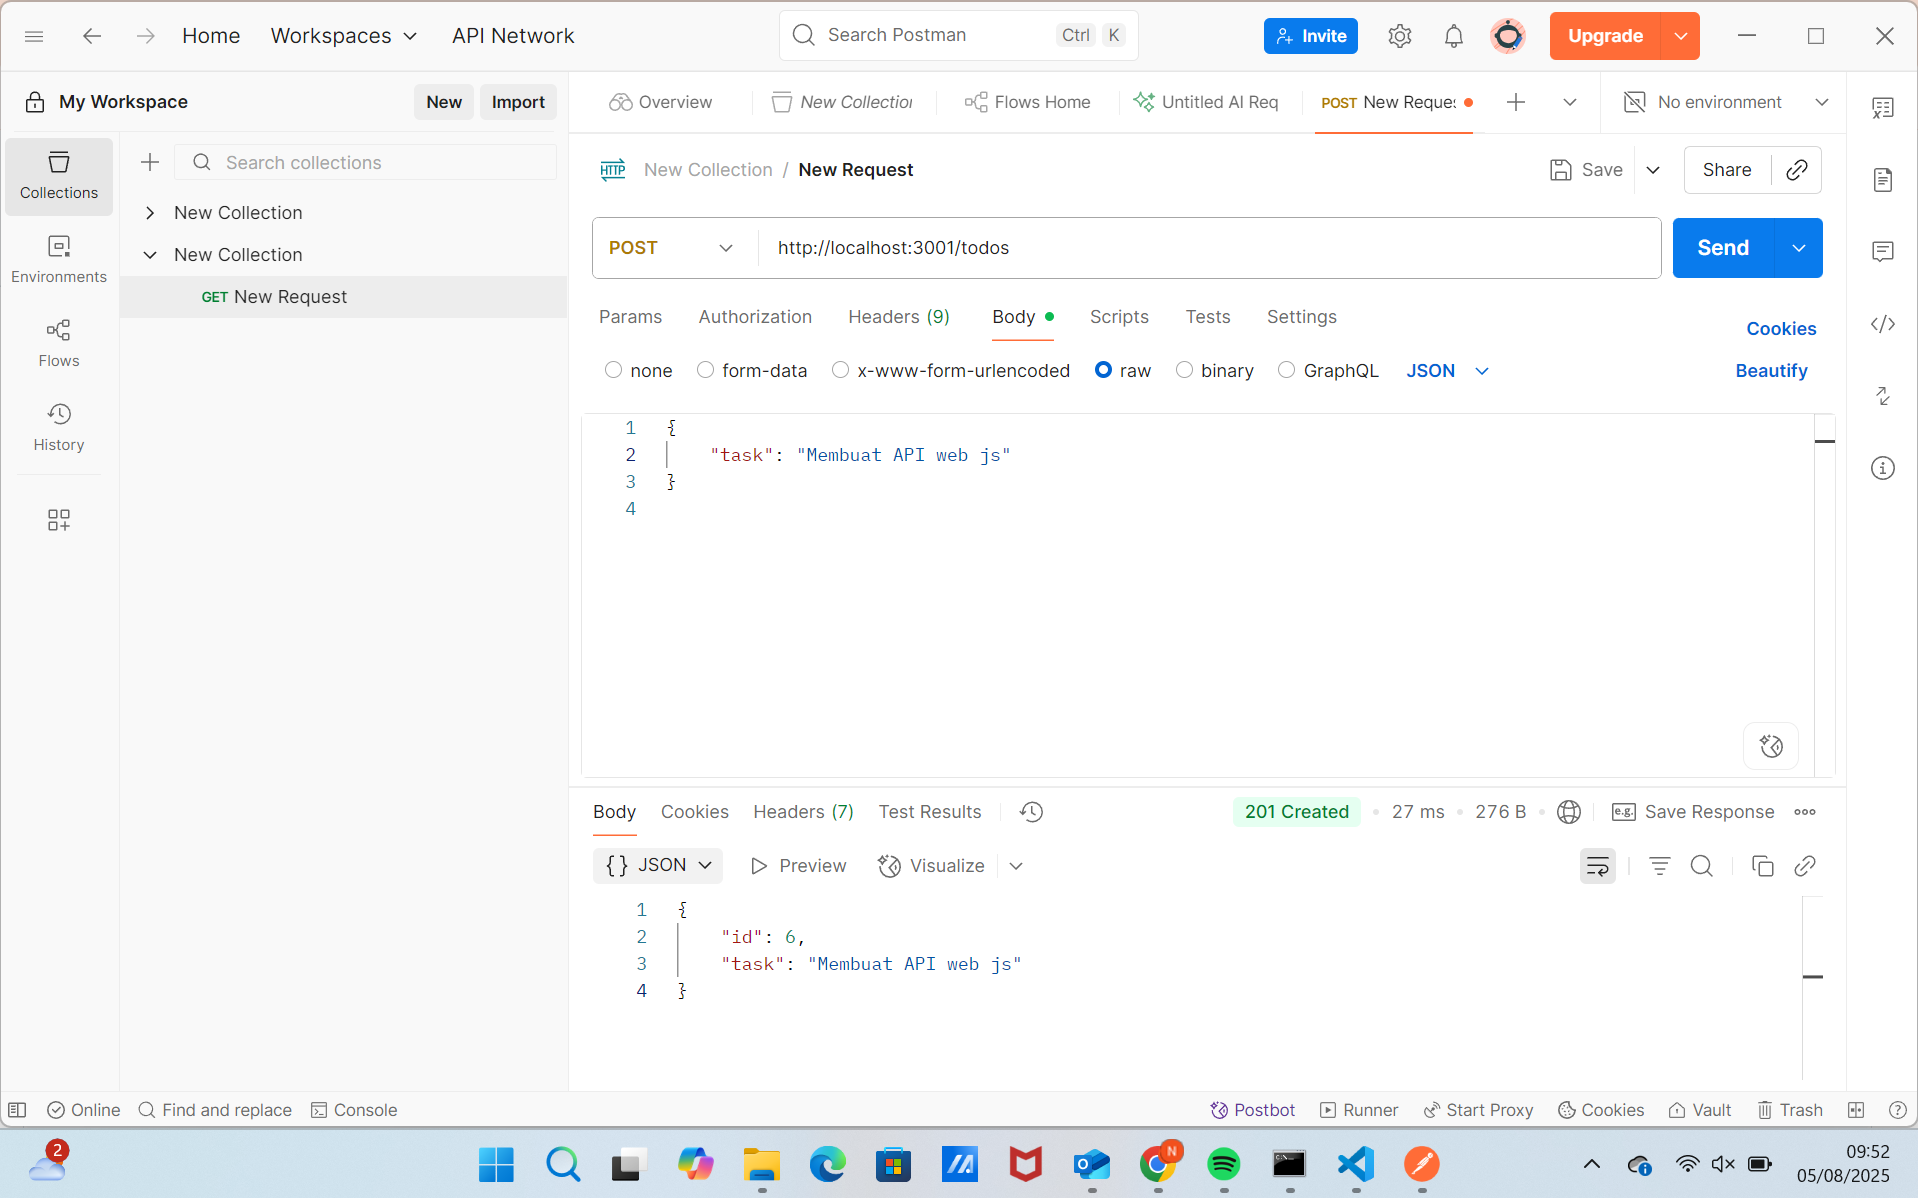 Home Workspaces API Network Search Postman Ctrl K Invite Upgrade
My Workspace New Import
Overview New Collection Flows Home Untitled AI Req POST New Reques No environment
Collections
Environments
Flows
History
Search collections
New Collection
New Collection
GET New Request
HTTP New Collection / New Request Save Share
POST http://localhost:3001/todos Send
Params Authorization Headers (9) Body Scripts Tests Settings Cookies
none form-data x-www-form-urlencoded raw binary GraphQL JSON Beautify
1 {
2 "task": "Membuat API web js"
3 }
4
Body Cookies Headers (7) Test Results 201 Created 27 ms 276 B e.g. Save Response
{} JSON Preview Visualize
1 {
2 "id": 6,
3 "task": "Membuat API web js"
4 }
Online Find and replace Console Postbot Runner Start Proxy Cookies Vault Trash
2
N
09:52
05/08/2025